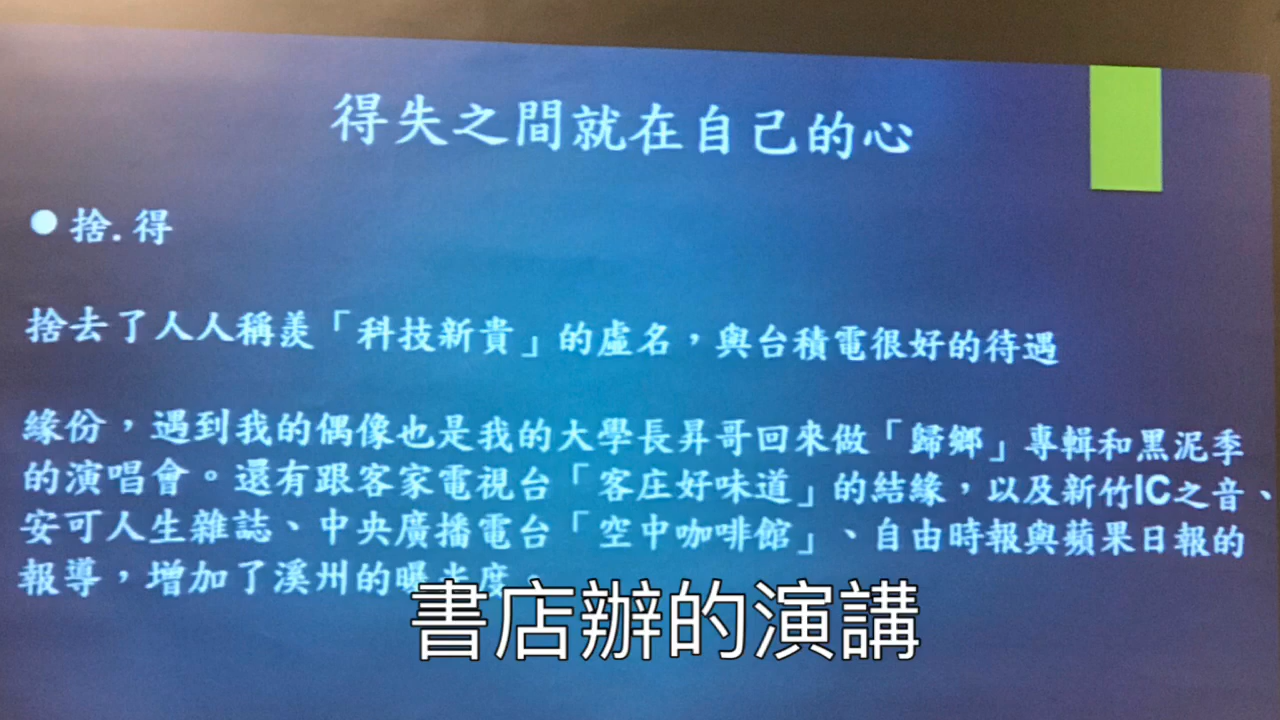 得失之間就在自己的心
捨.得
捨去了人人稱羨「科技新貴」的虛名，與台積電很好的待遇
緣份，遇到我的偶像也是我的大學長昇哥回來做「歸鄉」專輯和黑泥季
的演唱會。還有跟客家電視台「客庄好味道」的結緣，以及新竹IC之音、
安可人生雜誌、中央廣播電台「空中咖啡館」、自由時報與蘋果日報的
報導，增加了溪州的曝光度。
書店辦的演講